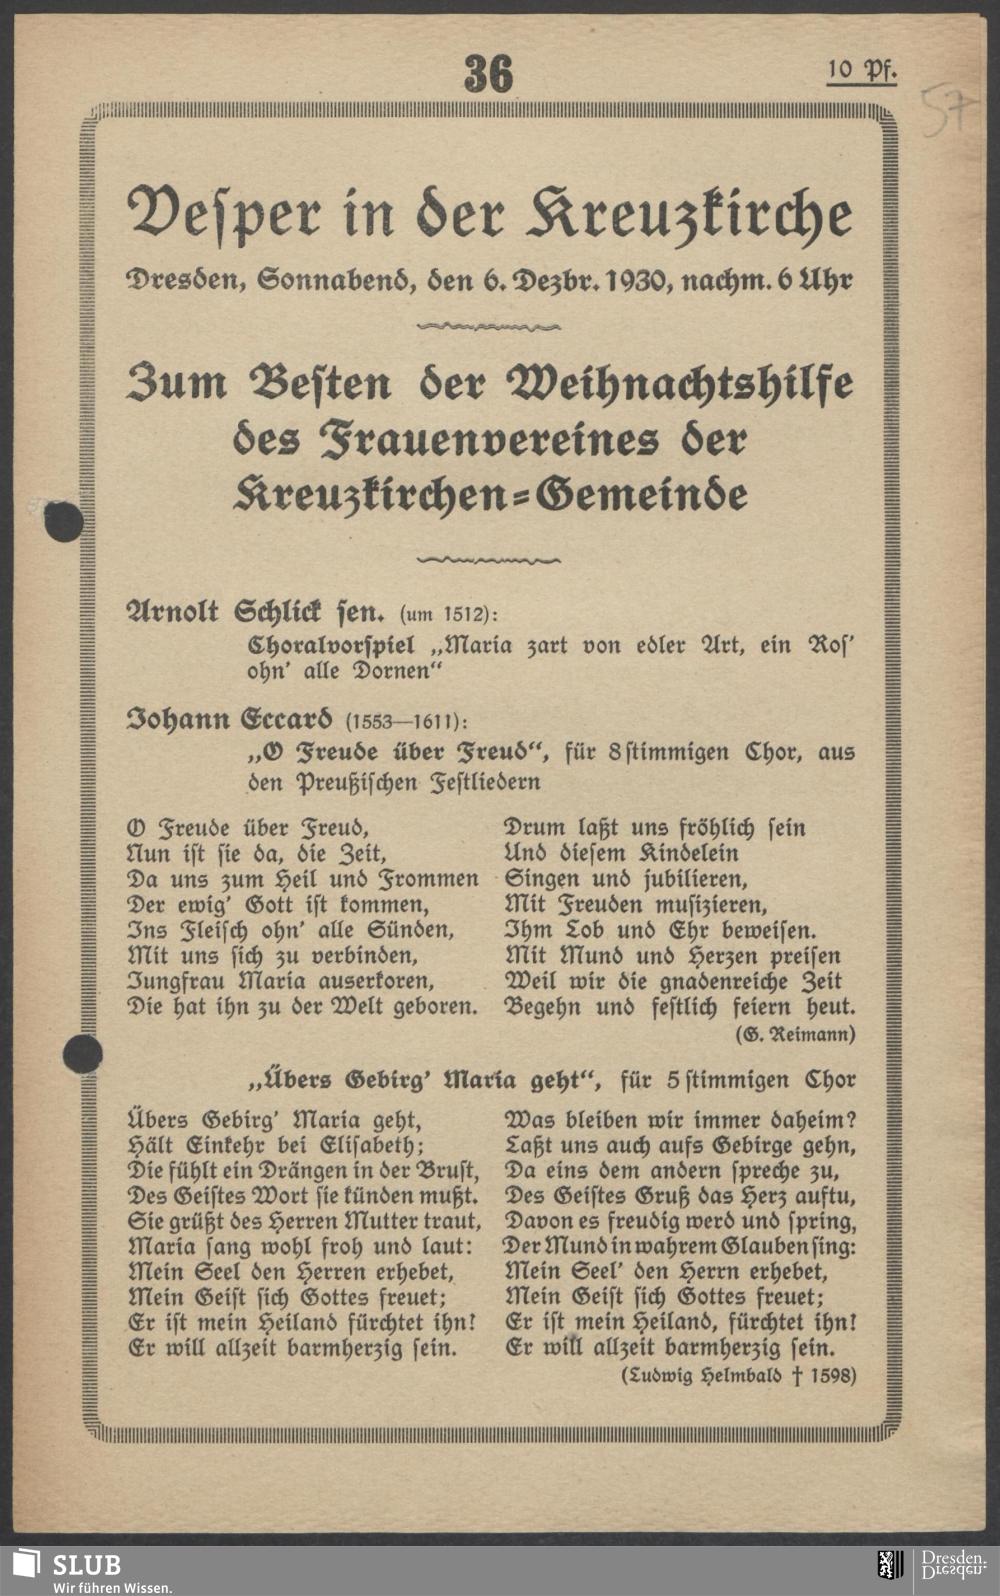 36
10 Pf.
57
Vesper in der Kreuzkirche
Dresden, Sonnabend, den 6. Dezbr. 1930, nachm. 6 Uhr
Zum Besten der Weihnachtshilfe
des Frauenvereines der
Kreuzkirchen-Gemeinde
Arnolt Schlick sen. (um 1512):
Choralvorspiel „Maria zart von edler Art, ein Ros'
ohn' alle Dornen“
Johann Eccard (1553—1611):
„O Freude über Freud“, für 8 stimmigen Chor, aus
den Preußischen Festliedern
O Freude über Freud,
Nun ist sie da, die Zeit,
Da uns zum Heil und Frommen
Der ewig' Gott ist kommen,
Ins Fleisch ohn' alle Sünden,
Mit uns sich zu verbinden,
Jungfrau Maria auserkoren,
Die hat ihn zu der Welt geboren.
Drum laßt uns fröhlich sein
Und diesem Kindelein
Singen und jubilieren,
Mit Freuden musizieren,
Ihm Lob und Ehr beweisen.
Mit Mund und Herzen preisen
Weil wir die gnadenreiche Zeit
Begehn und festlich feiern heut.
(G. Reimann)
„Übers Gebirg' Maria geht“, für 5 stimmigen Chor
Übers Gebirg' Maria geht,
Hält Einkehr bei Elisabeth;
Die fühlt ein Drängen in der Brust,
Des Geistes Wort sie künden mußt.
Sie grüßt des Herren Mutter traut,
Maria sang wohl froh und laut:
Mein Seel den Herren erhebet,
Mein Geist sich Gottes freuet;
Er ist mein Heiland fürchtet ihn!
Er will allzeit barmherzig sein.
Was bleiben wir immer daheim?
Laßt uns auch aufs Gebirge gehn,
Da eins dem andern spreche zu,
Des Geistes Gruß das Herz auftu,
Davon es freudig werd und spring,
Der Mund in wahrem Glauben sing:
Mein Seel' den Herrn erhebet,
Mein Geist sich Gottes freuet;
Er ist mein Heiland, fürchtet ihn!
Er will allzeit barmherzig sein.
(Ludwig Helmbald † 1598)
SLUB
Wir führen Wissen.
Dresden.
Dresden.